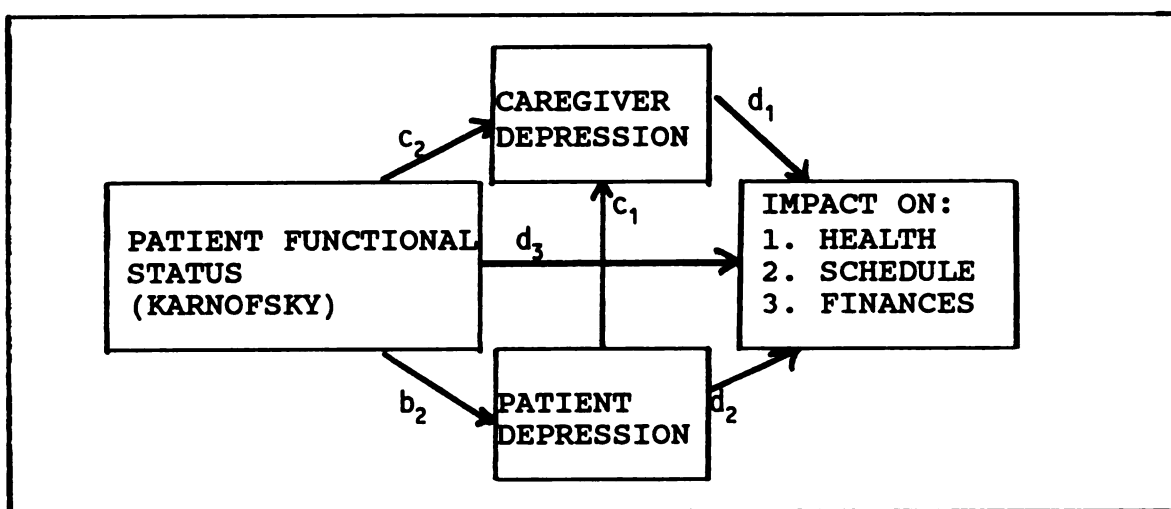 CAREGIVER
DEPRESSION
d₁
c₂
c₁
PATIENT FUNCTIONAL
STATUS
(KARNOFSKY)
d₃
IMPACT ON:
1. HEALTH
2. SCHEDULE
3. FINANCES
b₂
PATIENT
DEPRESSION
d₂